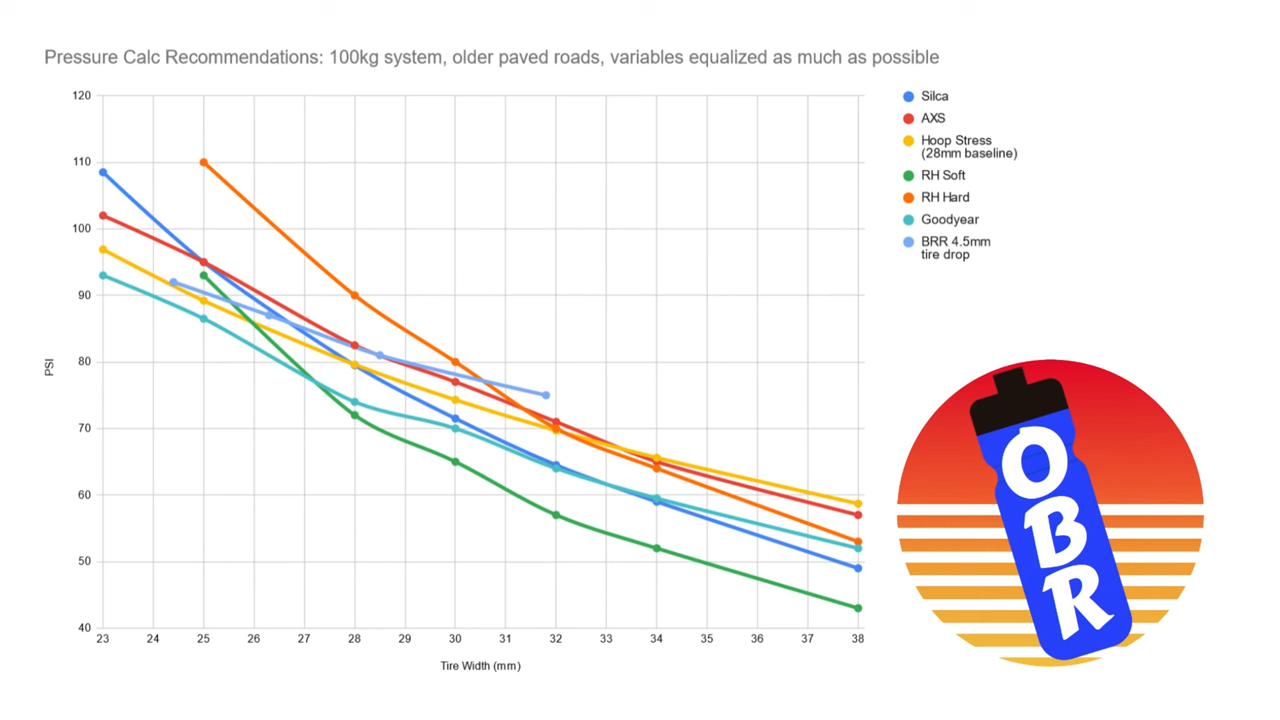 Pressure Calc Recommendations: 100kg system, older paved roads, variables equalized as much as possible
120
110
100
90
80
70
60
50
40
PSI
23 24 25 26 27 28 29 30 31 32 33 34 35 36 37 38
Tire Width (mm)
Silca
AXS
Hoop Stress
(28mm baseline)
RH Soft
RH Hard
Goodyear
BRR 4.5mm
tire drop
O
B
R